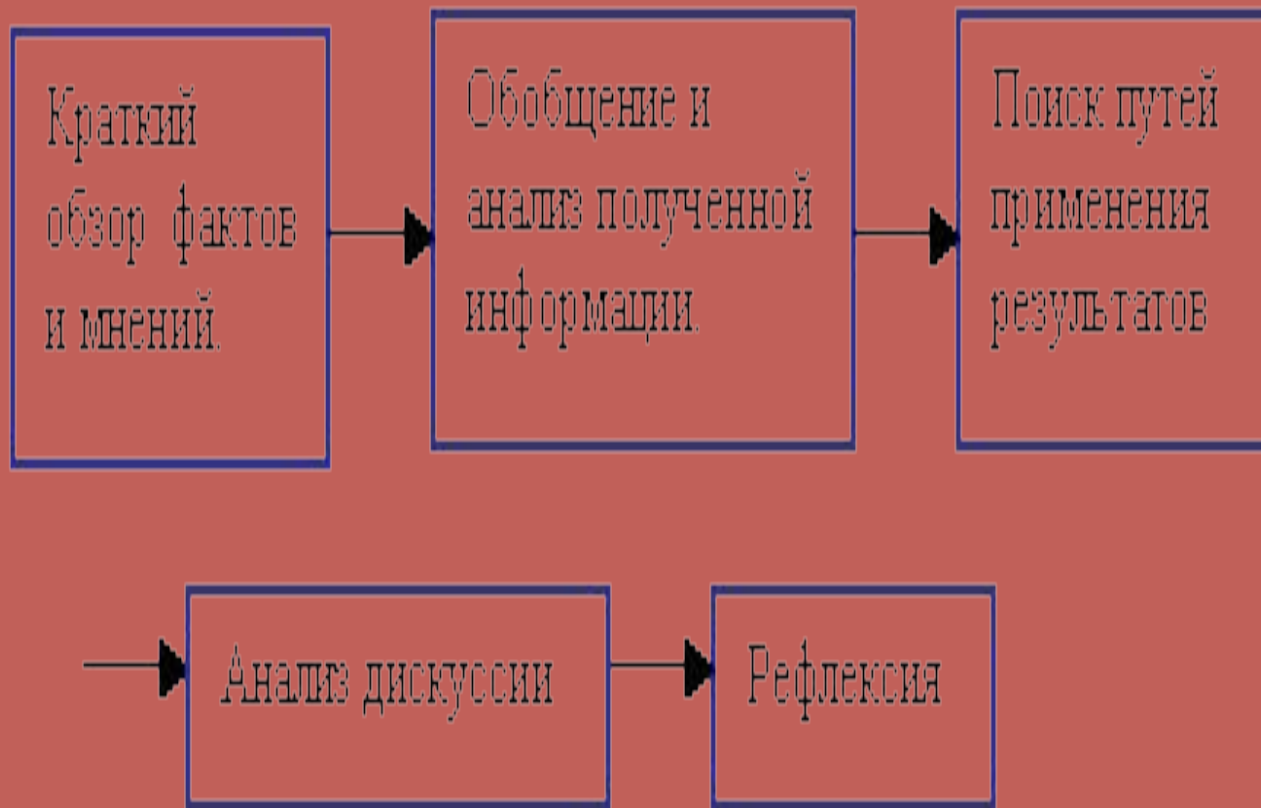 Краткий
обзор фактов
и мнений.
Обобщение и
анализ полученной
информации.
Поиск путей
применения
результатов
Анализ дискуссии
Рефлексия